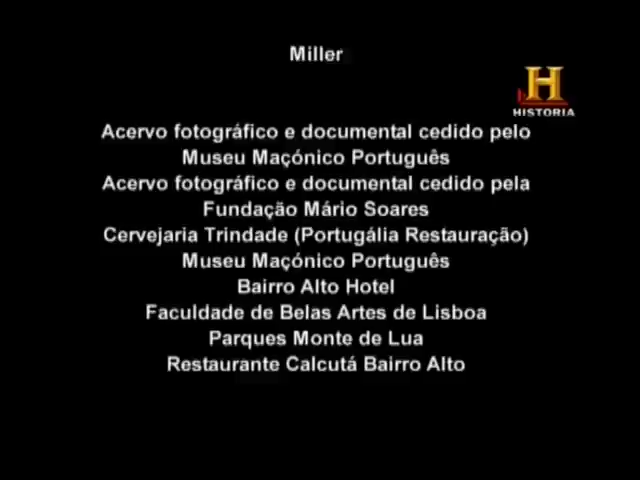 Miller
H
HISTORIA
Acervo fotográfico e documental cedido pelo
Museu Maçónico Português
Acervo fotográfico e documental cedido pela
Fundação Mário Soares
Cervejaria Trindade (Portugália Restauração)
Museu Maçónico Português
Bairro Alto Hotel
Faculdade de Belas Artes de Lisboa
Parques Monte de Lua
Restaurante Calcutá Bairro Alto